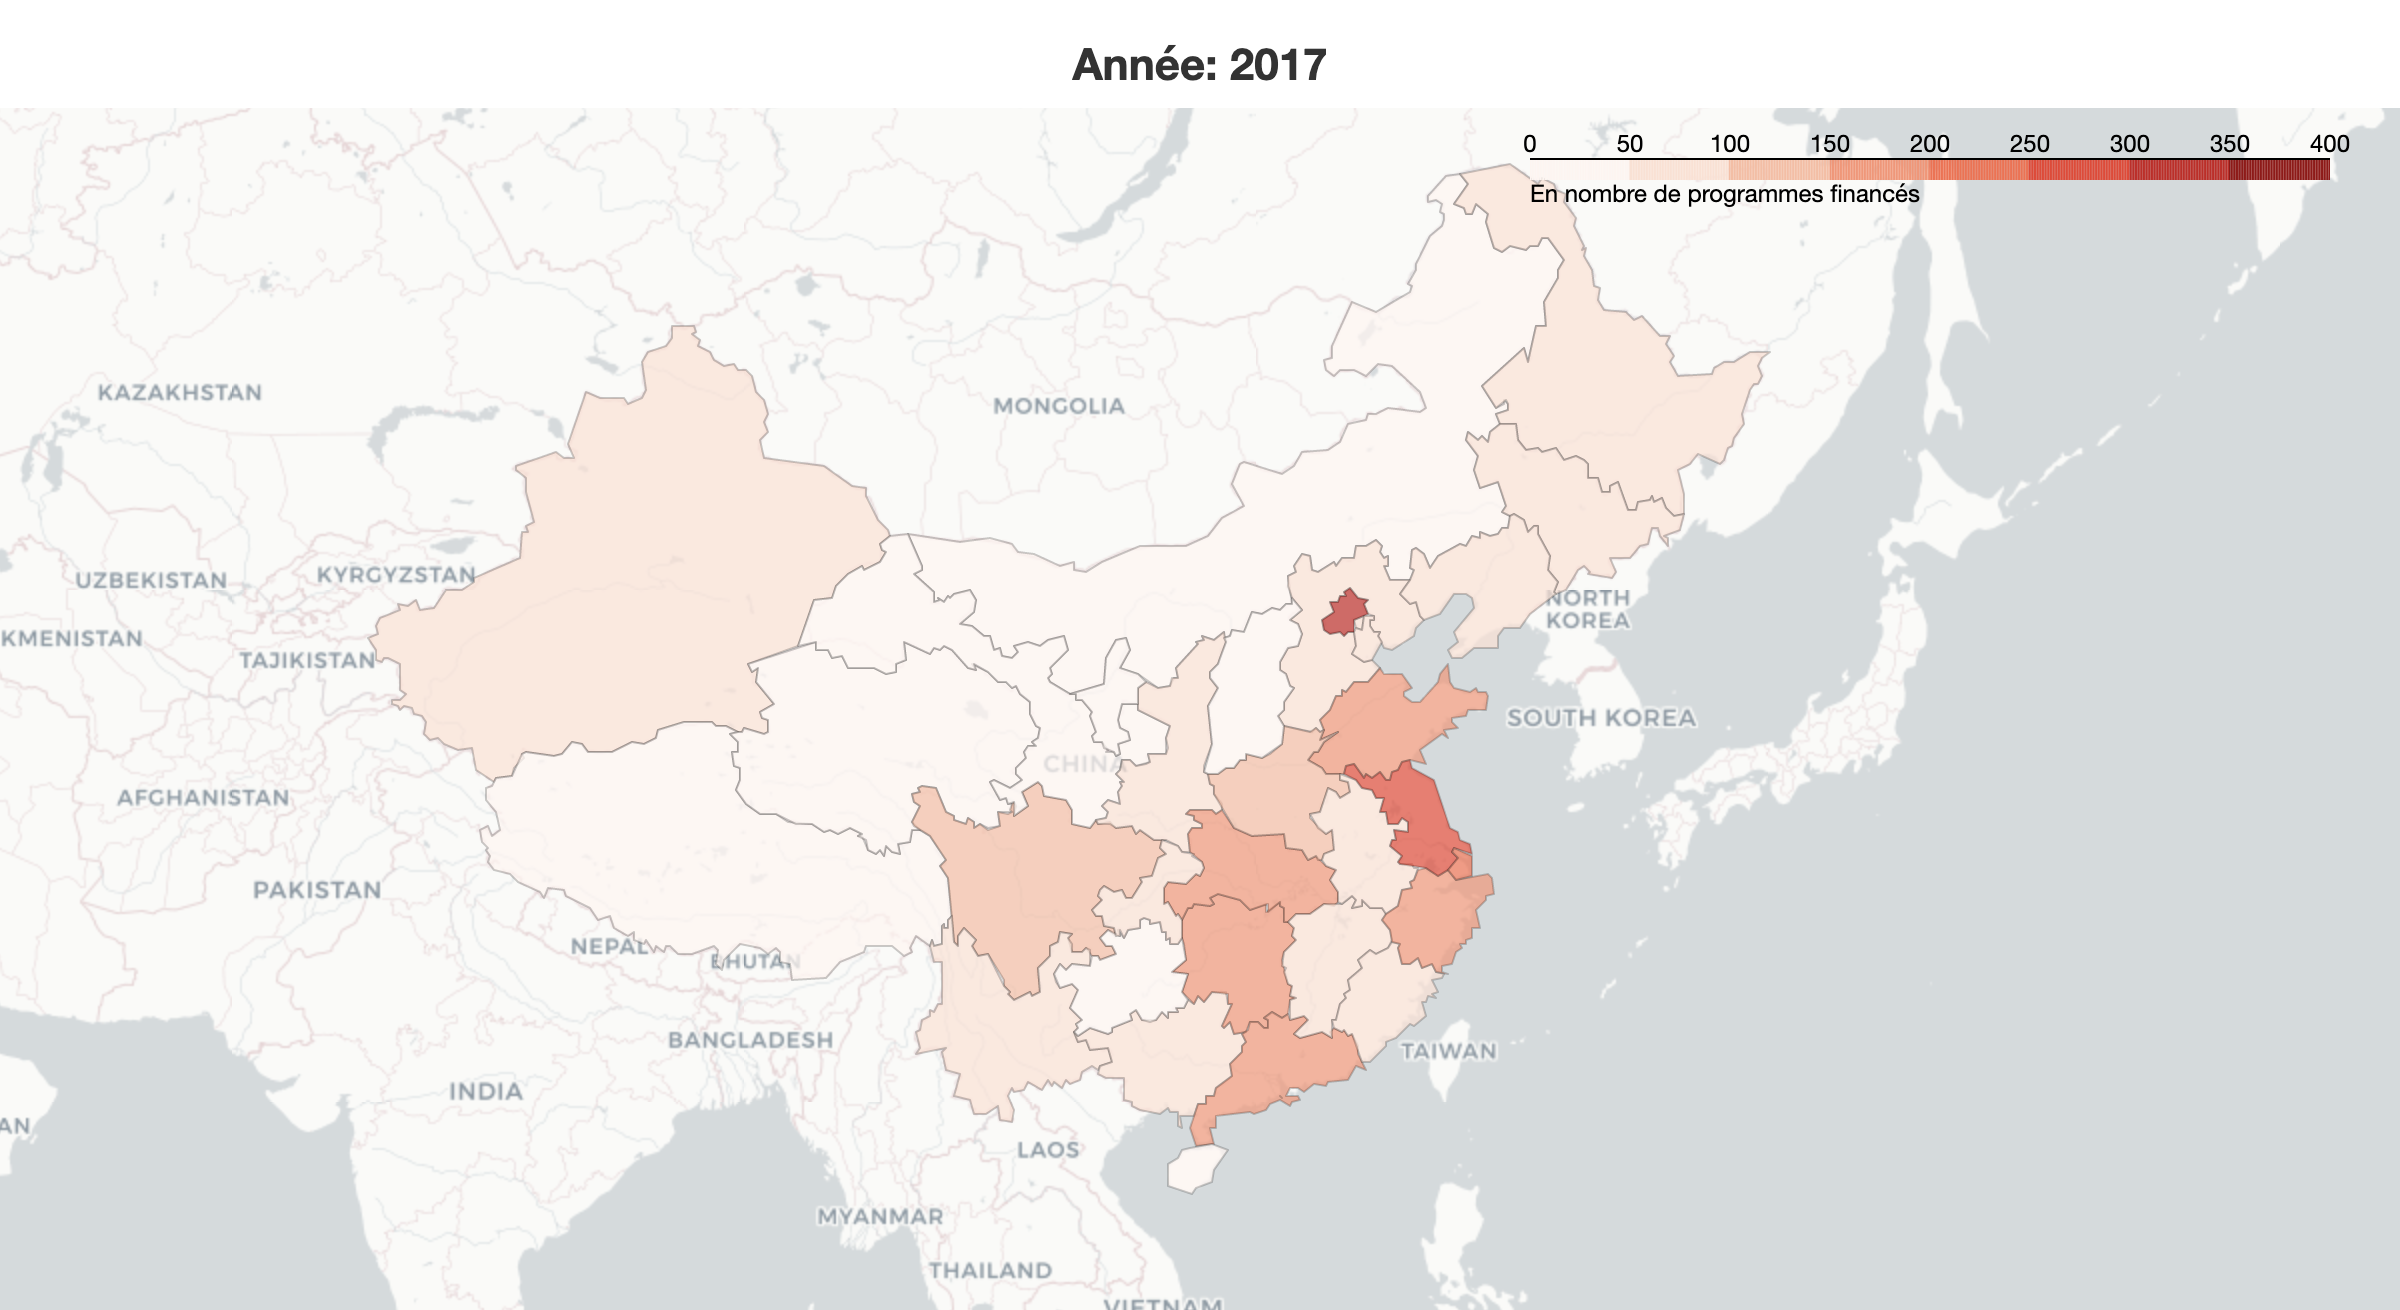 Année: 2017
0 50 100 150 200 250 300 350 400
En nombre de programmes financés
KAZAKHSTAN
MONGOLIA
UZBEKISTAN
KYRGYZSTAN
NORTH
KOREA
KMENISTAN
TAJIKISTAN
SOUTH KOREA
CHINA
AFGHANISTAN
PAKISTAN
NEPAL
BHUTAN
BANGLADESH
TAIWAN
INDIA
AN
LAOS
MYANMAR
THAILAND
VIETNAM